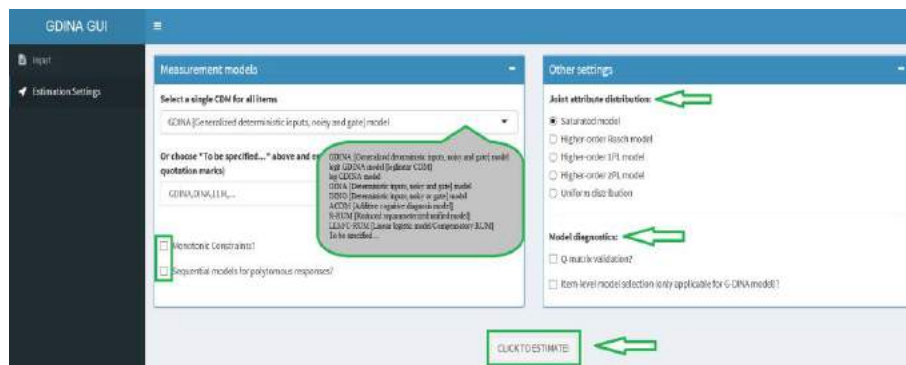 GDINA GUI
Input
Estimation Settings
Measurement models
Select a single CDM for all items
GDINA [Generalized deterministic inputs, noisy and gate] model
Or choose "To be specified..." above and en
quotation marks)
GDINA,DINA,LLM,...
GDINA [Generalized deterministic inputs, noisy and gate] model
logit GDINA model [loglinear CDM]
log GDINA model
DINA [Deterministic inputs, noisy and gate] model
DINO [Deterministic inputs, noisy or gate] model
ACDM [Additive cognitive diagnosis model]
R-RUM [Reduced reparameterized unified model]
LLM/C-RUM [Linear logistic model/Compensatory RUM]
To be specified...
Monotonic Constraints?
Sequential models for polytomous responses?
Other settings
Joint attribute distribution:
Saturated model
Higher-order Rasch model
Higher-order 1PL model
Higher-order 2PL model
Uniform distribution
Model diagnostics:
Q-matrix validation?
Item-level model selection (only applicable for G-DINA model)?
CLICK TO ESTIMATE!